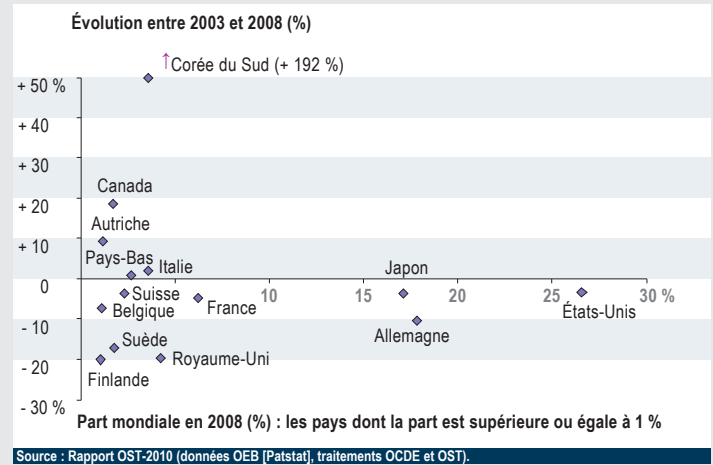 Évolution entre 2003 et 2008 (%)
↑Corée du Sud (+ 192 %)
+ 50 %
+ 40
+ 30
Canada
+ 20
Autriche
+ 10
Pays-Bas
Italie
Japon
0
Suisse
10
15
20
25
30 %
Belgique
France
États-Unis
- 10
Allemagne
Suède
Royaume-Uni
- 20
Finlande
- 30 %
Part mondiale en 2008 (%) : les pays dont la part est supérieure ou égale à 1 %
Source : Rapport OST-2010 (données OEB [Patstat], traitements OCDE et OST).